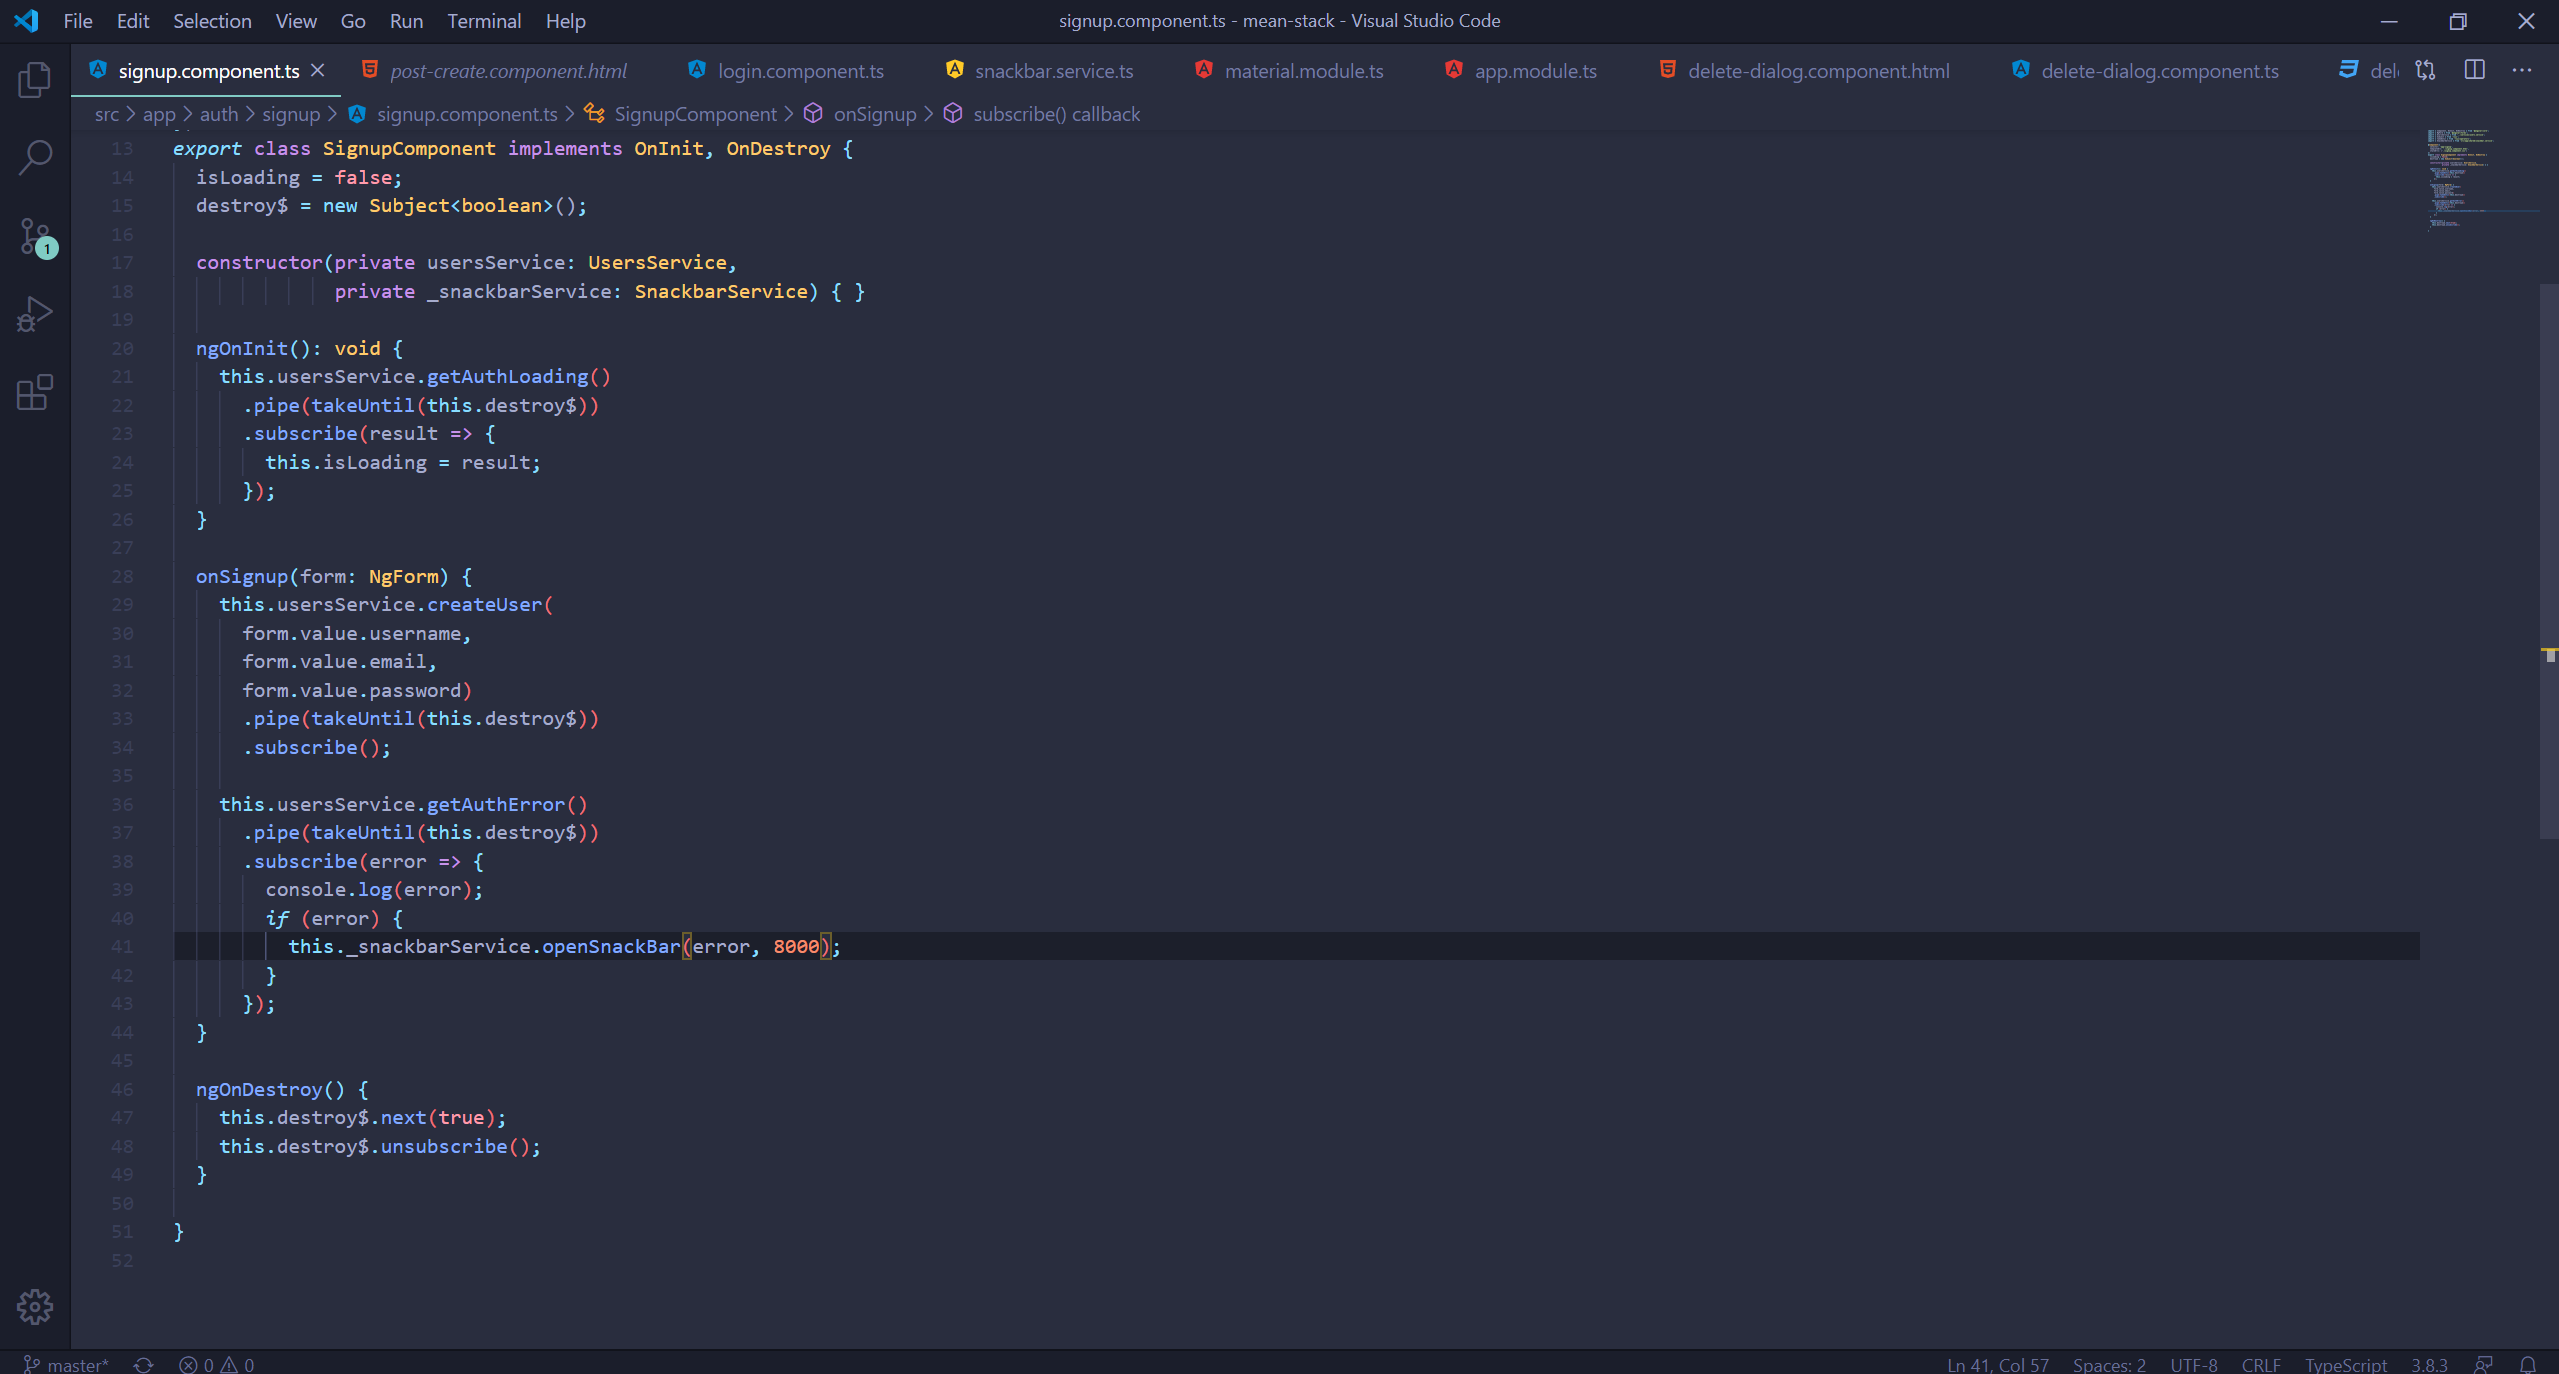 File Edit Selection View Go Run Terminal Help
signup.component.ts - mean-stack - Visual Studio Code
signup.component.ts post-create.component.html login.component.ts snackbar.service.ts material.module.ts app.module.ts delete-dialog.component.html delete-dialog.component.ts del
src > app > auth > signup > signup.component.ts > SignupComponent > onSignup > subscribe() callback
13 export class SignupComponent implements OnInit, OnDestroy {
14 isLoading = false;
15 destroy$ = new Subject<boolean>();
16
17 constructor(private usersService: UsersService,
18 private _snackbarService: SnackbarService) { }
19
20 ngOnInit(): void {
21 this.usersService.getAuthLoading()
22 .pipe(takeUntil(this.destroy$))
23 .subscribe(result => {
24 this.isLoading = result;
25 });
26 }
27
28 onSignup(form: NgForm) {
29 this.usersService.createUser(
30 form.value.username,
31 form.value.email,
32 form.value.password)
33 .pipe(takeUntil(this.destroy$))
34 .subscribe();
35
36 this.usersService.getAuthError()
37 .pipe(takeUntil(this.destroy$))
38 .subscribe(error => {
39 console.log(error);
40 if (error) {
41 this._snackbarService.openSnackBar(error, 8000);
42 }
43 });
44 }
45
46 ngOnDestroy() {
47 this.destroy$.next(true);
48 this.destroy$.unsubscribe();
49 }
50
51 }
52
1
master* 0 0 Ln 41, Col 57 Spaces: 2 UTF-8 CRLF TypeScript 3.8.3